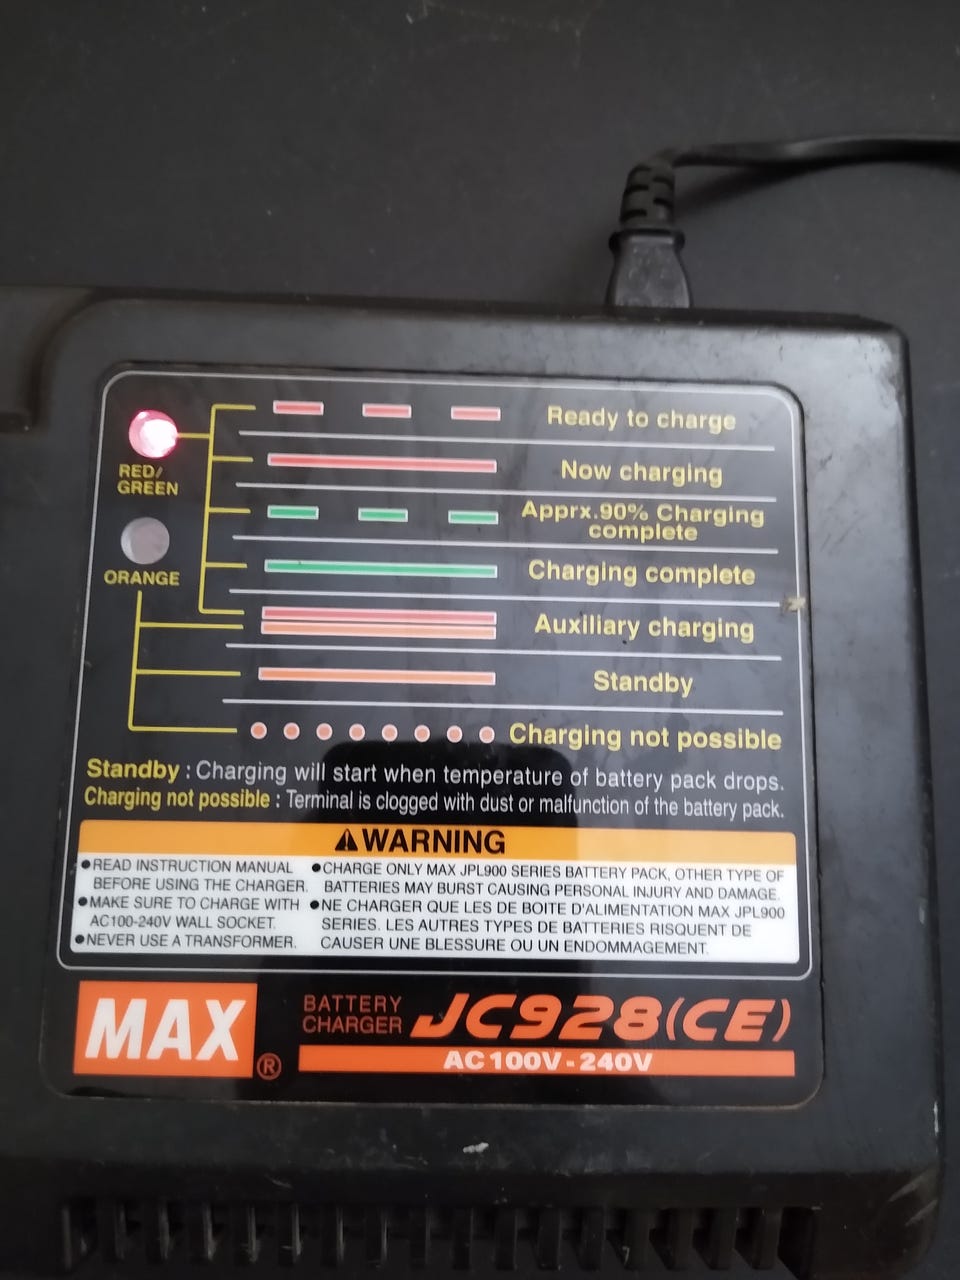 Ready to charge
RED/
GREEN
Now charging
Apprx.90% Charging
complete
ORANGE
Charging complete
Auxiliary charging
Standby
Charging not possible
Standby : Charging will start when temperature of battery pack drops.
Charging not possible : Terminal is clogged with dust or malfunction of the battery pack.
⚠WARNING
●READ INSTRUCTION MANUAL
BEFORE USING THE CHARGER.
●MAKE SURE TO CHARGE WITH
AC100-240V WALL SOCKET.
●NEVER USE A TRANSFORMER.
●CHARGE ONLY MAX JPL900 SERIES BATTERY PACK, OTHER TYPE OF
BATTERIES MAY BURST CAUSING PERSONAL INJURY AND DAMAGE.
●NE CHARGER QUE LES DE BOITE D'ALIMENTATION MAX JPL900
SERIES. LES AUTRES TYPES DE BATTERIES RISQUENT DE
CAUSER UNE BLESSURE OU UN ENDOMMAGEMENT.
MAX®
BATTERY
CHARGER JC928(CE)
AC100V-240V